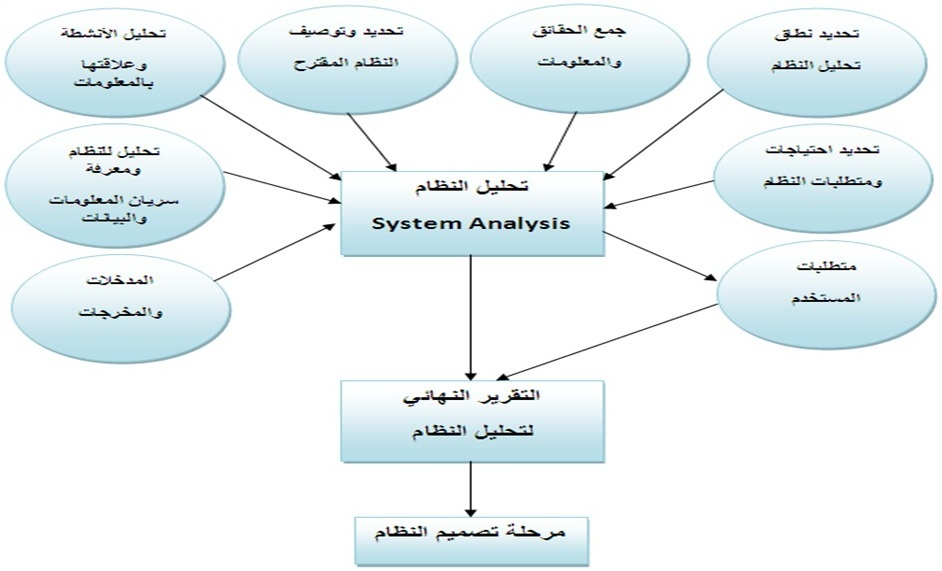 تحديد نطاق
تحليل النظام
جمع الحقائق
والمعلومات
تحديد وتوصيف
النظام المقترح
تحليل الأنشطة
وعلاقتها
بالمعلومات
تحديد احتياجات
ومتطلبات النظام
تحليل للنظام
ومعرفة
سريان المعلومات
والبيانات
تحليل النظام
System Analysis
متطلبات
المستخدم
المدخلات
والمخرجات
التقرير النهائي
لتحليل النظام
مرحلة تصميم النظام